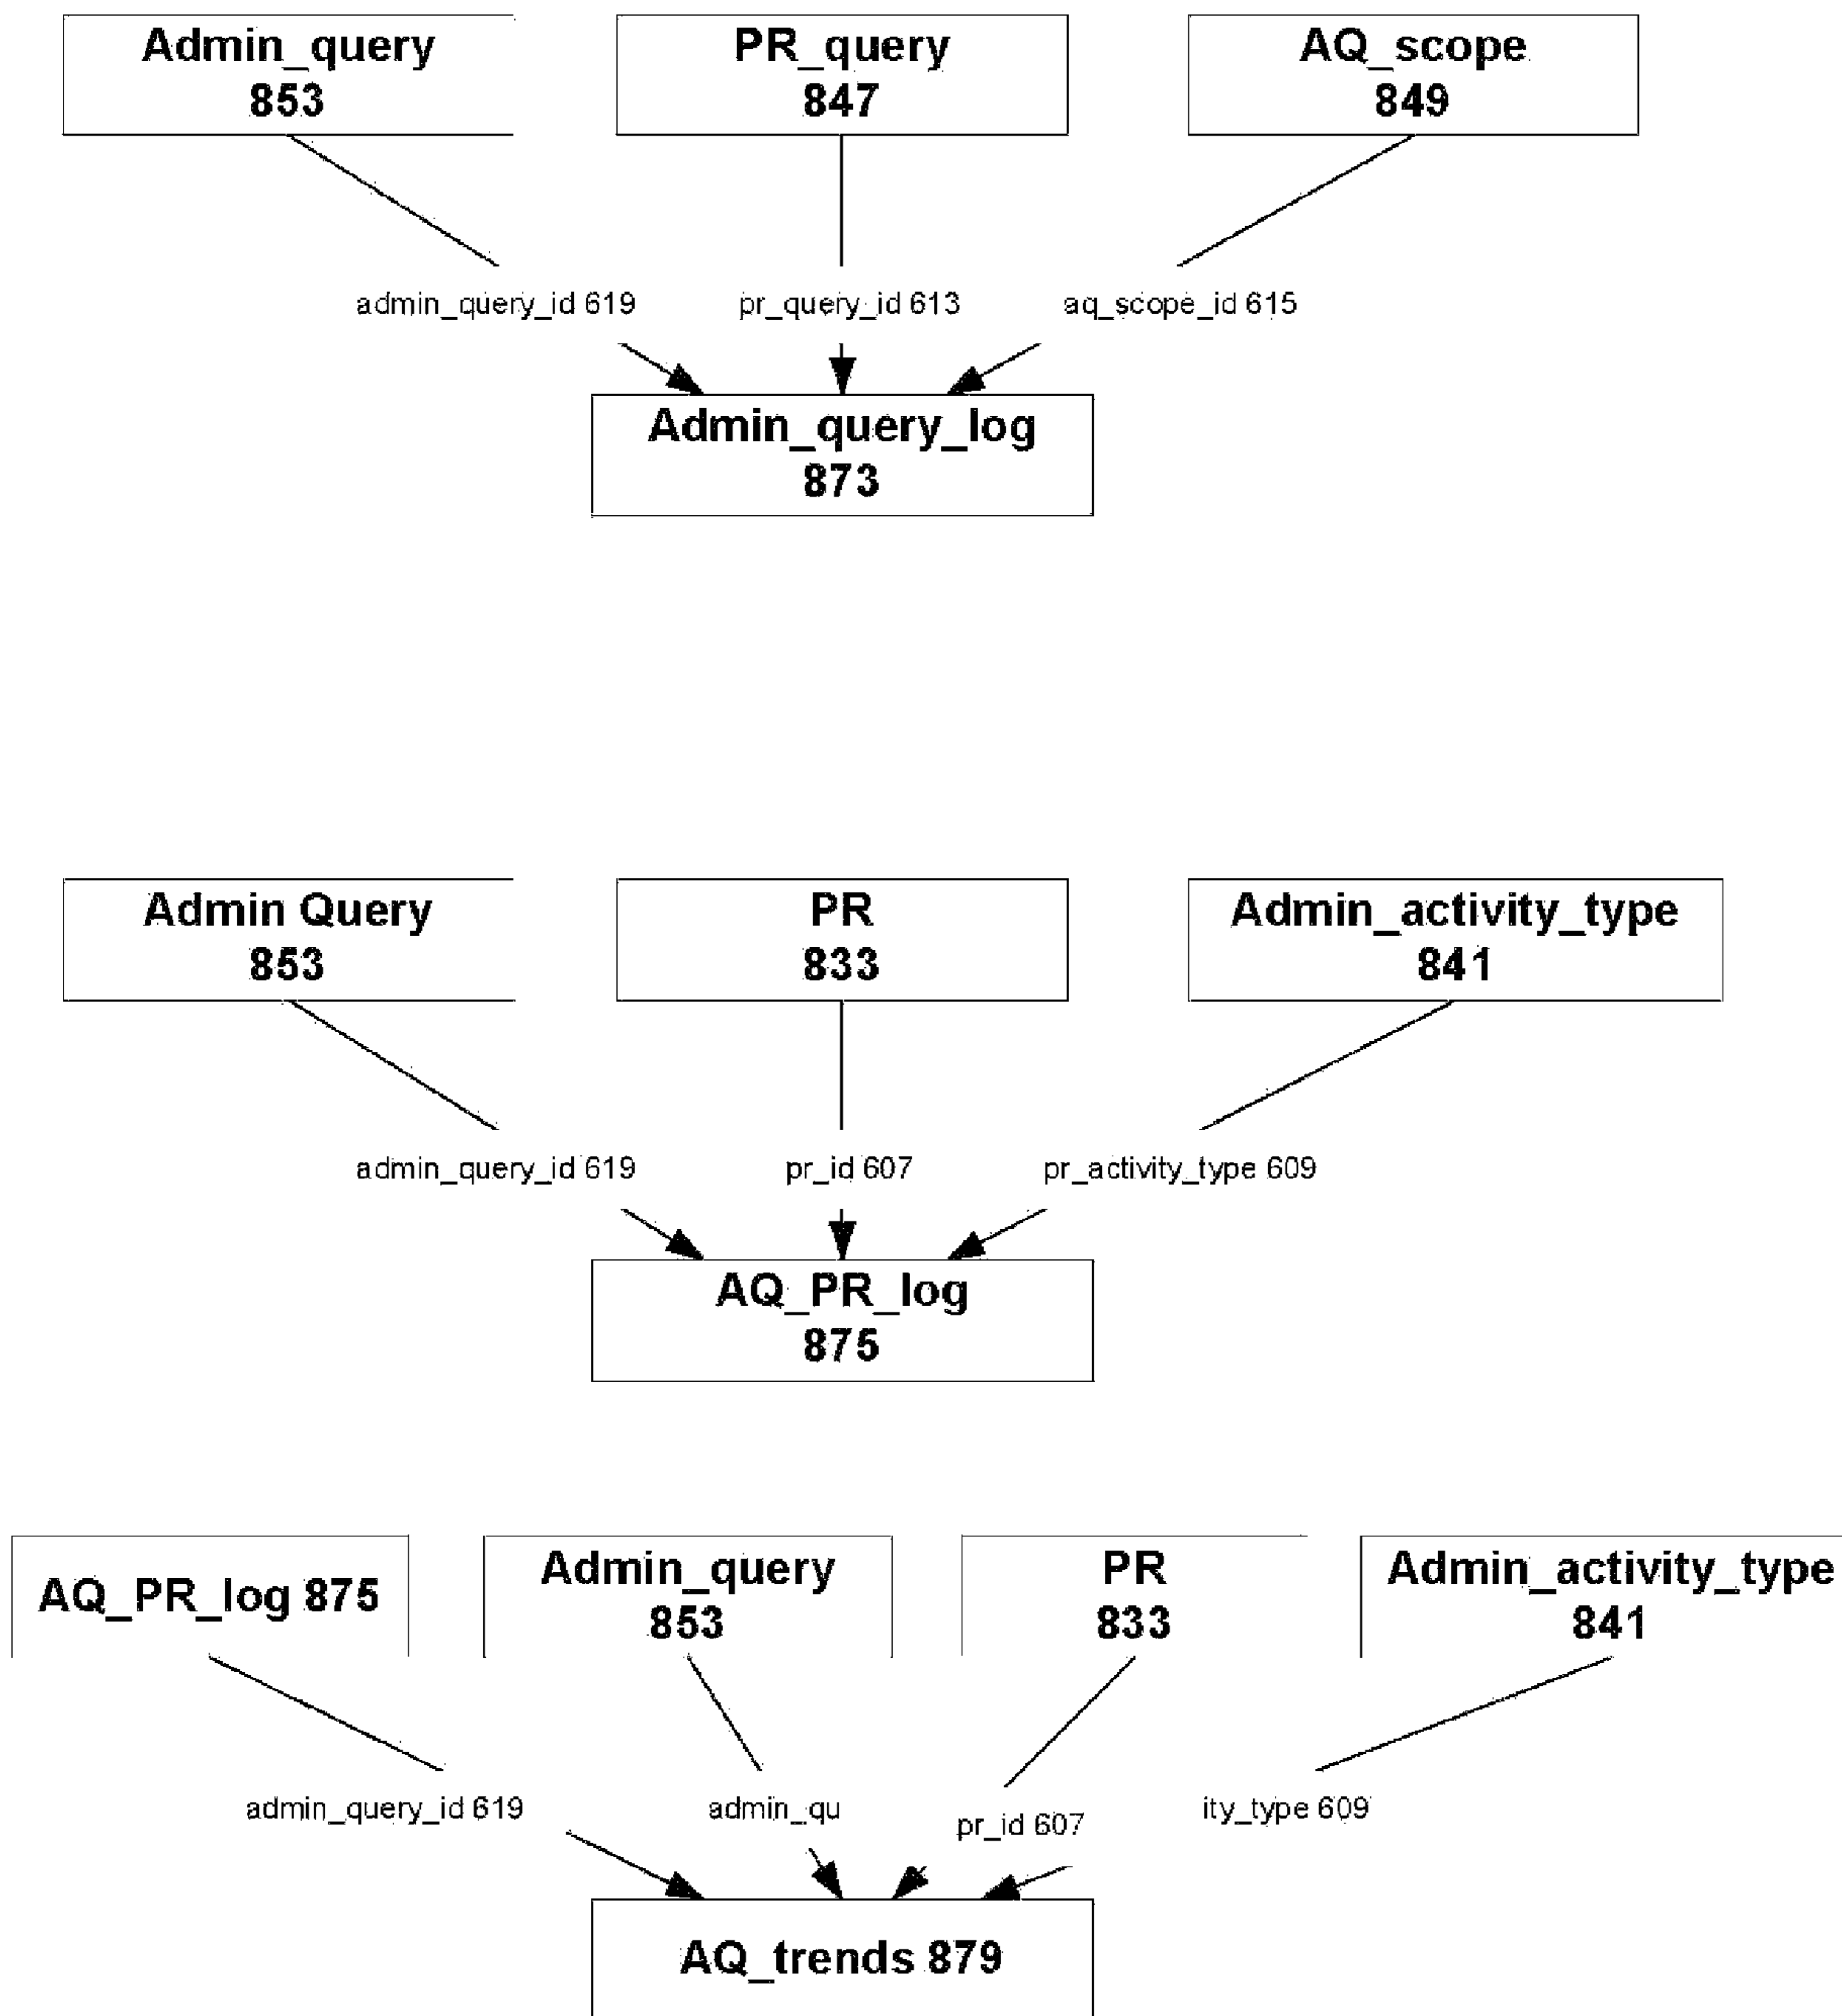 Admin_query
853
PR_query
847
AQ_scope
849
admin_query_id 619
pr_query_id 613
aq_scope_id 615
Admin_query_log
873
Admin Query
853
PR
833
Admin_activity_type
841
admin_query_id 619
pr_id 607
pr_activity_type 609
AQ_PR_log
875
AQ_PR_log 875
Admin_query
853
PR
833
Admin_activity_type
841
admin_query_id 619
admin_qu
pr_id 607
ity_type 609
AQ_trends 879